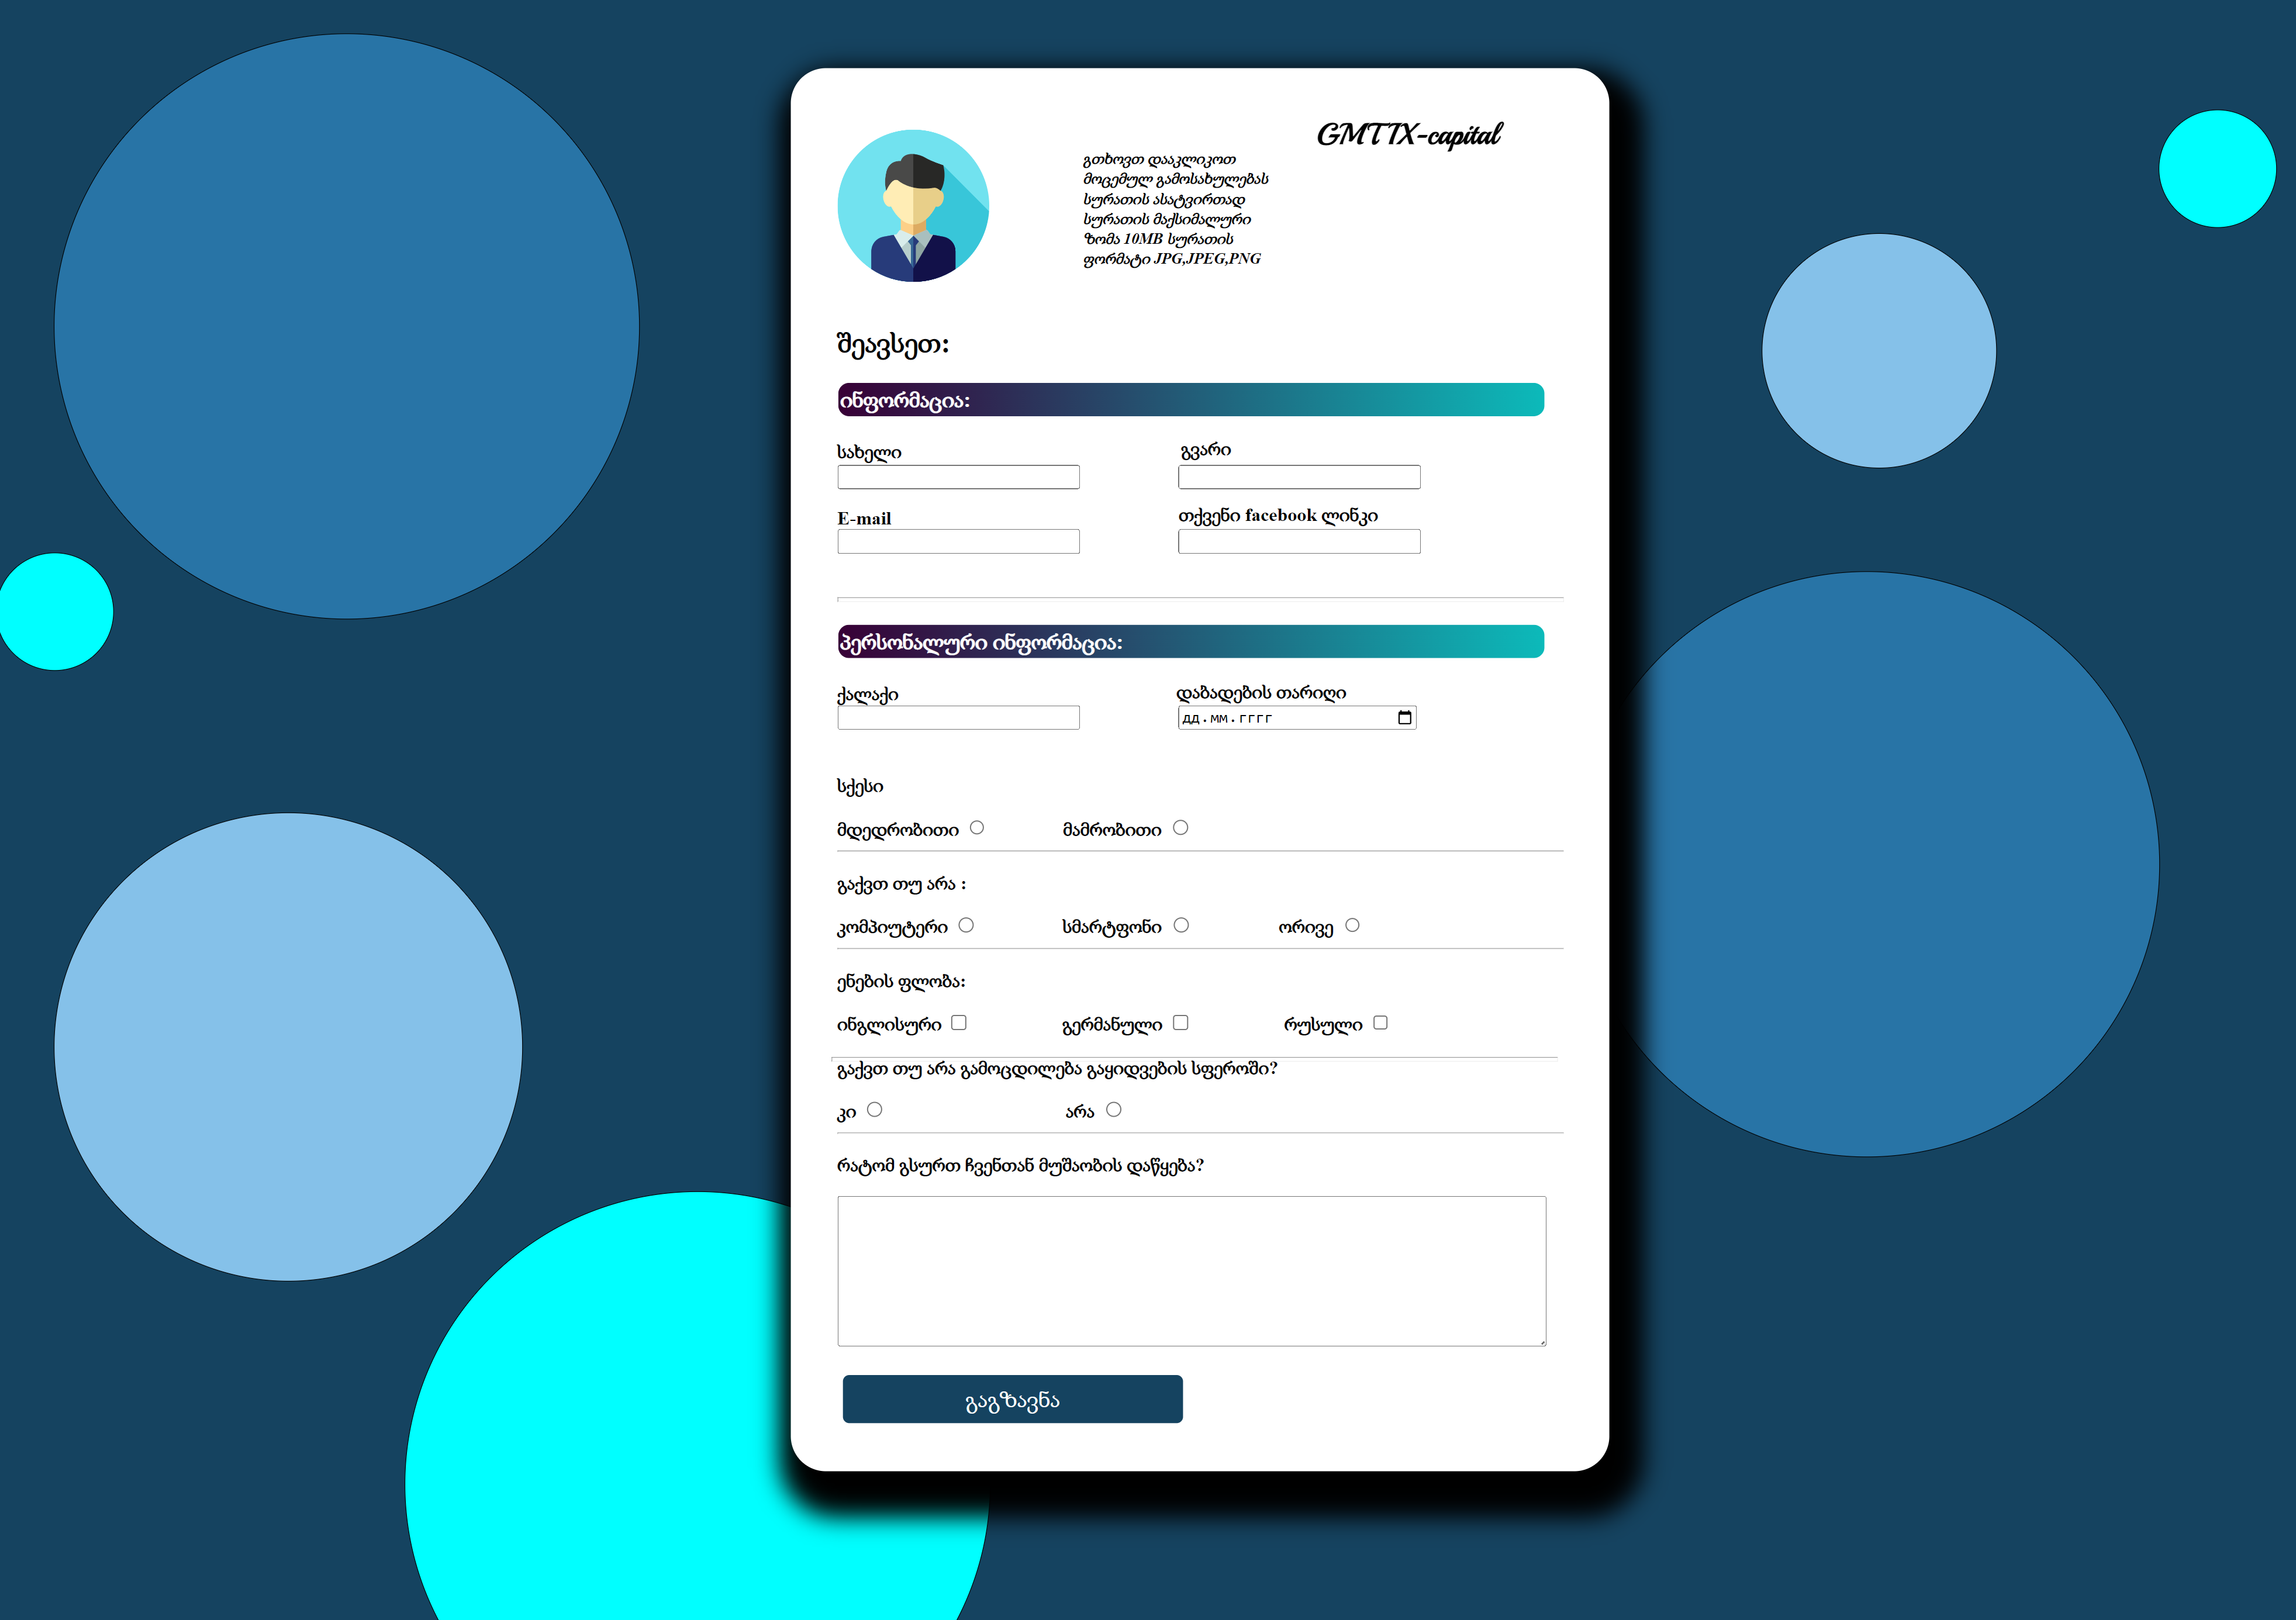 GMTTX-capital
გთხოვთ დააკლიკოთ
მოცემულ გამოსახულებას
სურათის ასატვირთად
სურათის მაქსიმალური
ზომა 10MB სურათის
ფორმატი JPG,JPEG,PNG
შეავსეთ:
ინფორმაცია:
სახელი გვარი
E-mail თქვენი facebook ლინკი
პერსონალური ინფორმაცია:
ქალაქი დაბადების თარიღი
дд.мм.гггг
სქესი
მდედრობითი მამრობითი
გაქვთ თუ არა :
კომპიუტერი სმარტფონი ორივე
ენების ფლობა:
ინგლისური გერმანული რუსული
გაქვთ თუ არა გამოცდილება გაყიდვების სფეროში?
კი არა
რატომ გსურთ ჩვენთან მუშაობის დაწყება?
გაგზავნა